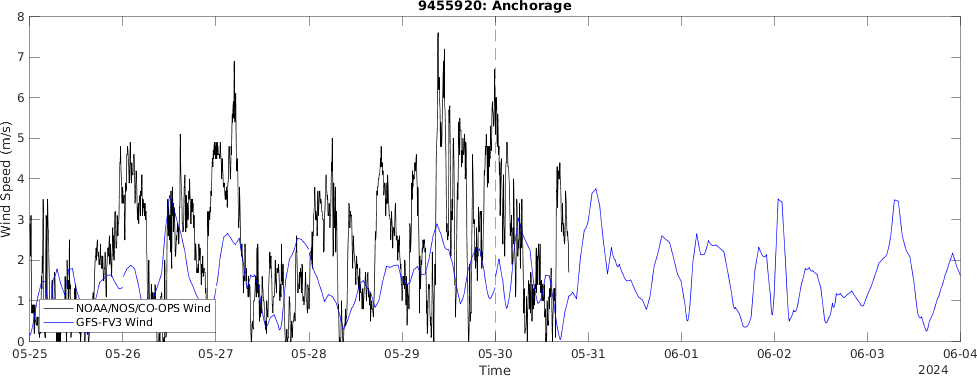 9455920: Anchorage
8
7
6
5
4
3
2
1
0
Wind Speed (m/s)
NOAA/NOS/CO-OPS Wind
GFS-FV3 Wind
05-25 05-26 05-27 05-28 05-29 05-30 05-31 06-01 06-02 06-03 06-04
Time
2024